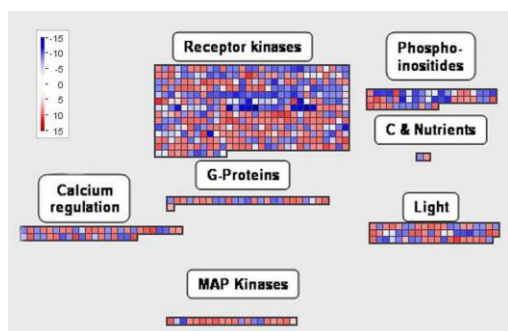 -15
-10
-5
0
5
10
15
Receptor kinases
Phospho-
inositides
C & Nutrients
G-Proteins
Calcium
regulation
Light
MAP Kinases